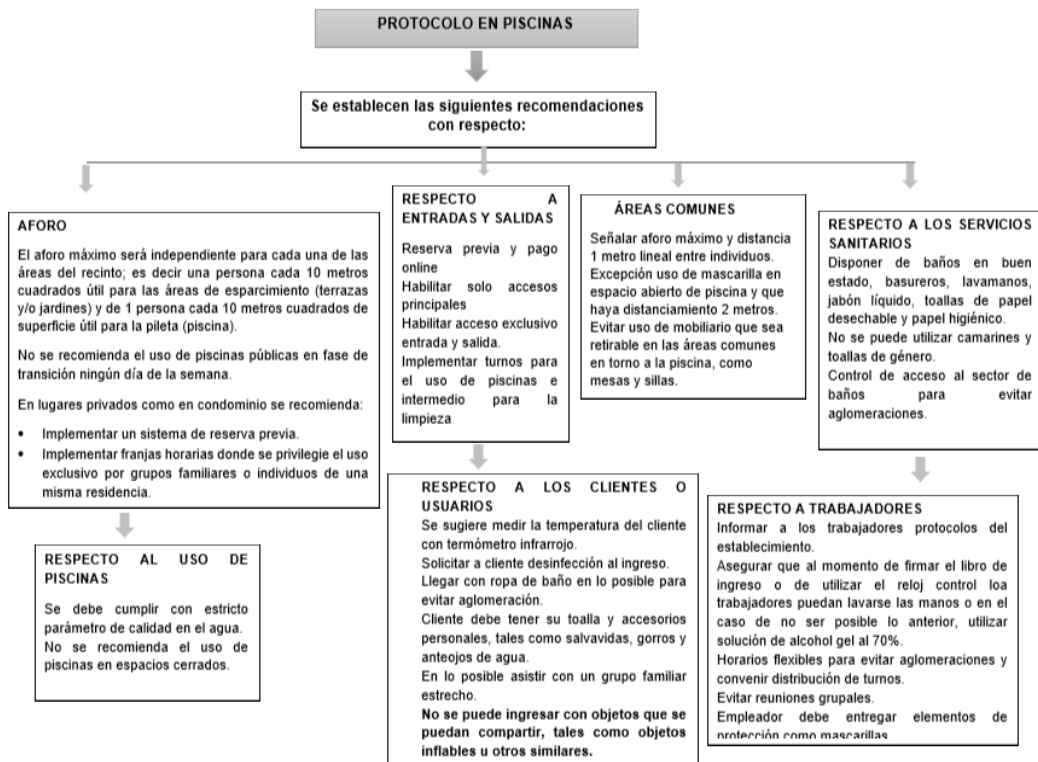 PROTOCOLO EN PISCINAS
Se establecen las siguientes recomendaciones
con respecto:
AFORO
El aforo máximo será independiente para cada una de las
áreas del recinto; es decir una persona cada 10 metros
cuadrados útil para las áreas de esparcimiento (terrazas
y/o jardines) y de 1 persona cada 10 metros cuadrados de
superficie útil para la pileta (piscina).
No se recomienda el uso de piscinas públicas en fase de
transición ningún día de la semana.
En lugares privados como en condominio se recomienda:
• Implementar un sistema de reserva previa.
• Implementar franjas horarias donde se privilegie el uso
exclusivo por grupos familiares o individuos de una
misma residencia.
RESPECTO A
ENTRADAS Y SALIDAS
Reserva previa y pago
online
Habilitar solo accesos
principales
Habilitar acceso exclusivo
entrada y salida.
Implementar turnos para
el uso de piscinas e
intermedio para la
limpieza
ÁREAS COMUNES
Señalar aforo máximo y distancia
1 metro lineal entre individuos.
Excepción uso de mascarilla en
espacio abierto de piscina y que
haya distanciamiento 2 metros.
Evitar uso de mobiliario que sea
retirable en las áreas comunes
en torno a la piscina, como
mesas y sillas.
RESPECTO A LOS SERVICIOS
SANITARIOS
Disponer de baños en buen
estado, basureros, lavamanos,
jabón líquido, toallas de papel
desechable y papel higiénico.
No se puede utilizar camarines y
toallas de género.
Control de acceso al sector de
baños para evitar
aglomeraciones.
RESPECTO AL USO DE
PISCINAS
Se debe cumplir con estricto
parámetro de calidad en el agua.
No se recomienda el uso de
piscinas en espacios cerrados.
RESPECTO A LOS CLIENTES O
USUARIOS
Se sugiere medir la temperatura del cliente
con termómetro infrarrojo.
Solicitar a cliente desinfección al ingreso.
Llegar con ropa de baño en lo posible para
evitar aglomeración.
Cliente debe tener su toalla y accesorios
personales, tales como salvavidas, gorros y
anteojos de agua.
En lo posible asistir con un grupo familiar
estrecho.
No se puede ingresar con objetos que se
puedan compartir, tales como objetos
inflables u otros similares.
RESPECTO A TRABAJADORES
Informar a los trabajadores protocolos del
establecimiento.
Asegurar que al momento de firmar el libro de
ingreso o de utilizar el reloj control loa
trabajadores puedan lavarse las manos o en el
caso de no ser posible lo anterior, utilizar
solución de alcohol gel al 70%.
Horarios flexibles para evitar aglomeraciones y
convenir distribución de turnos.
Evitar reuniones grupales.
Empleador debe entregar elementos de
protección como mascarillas